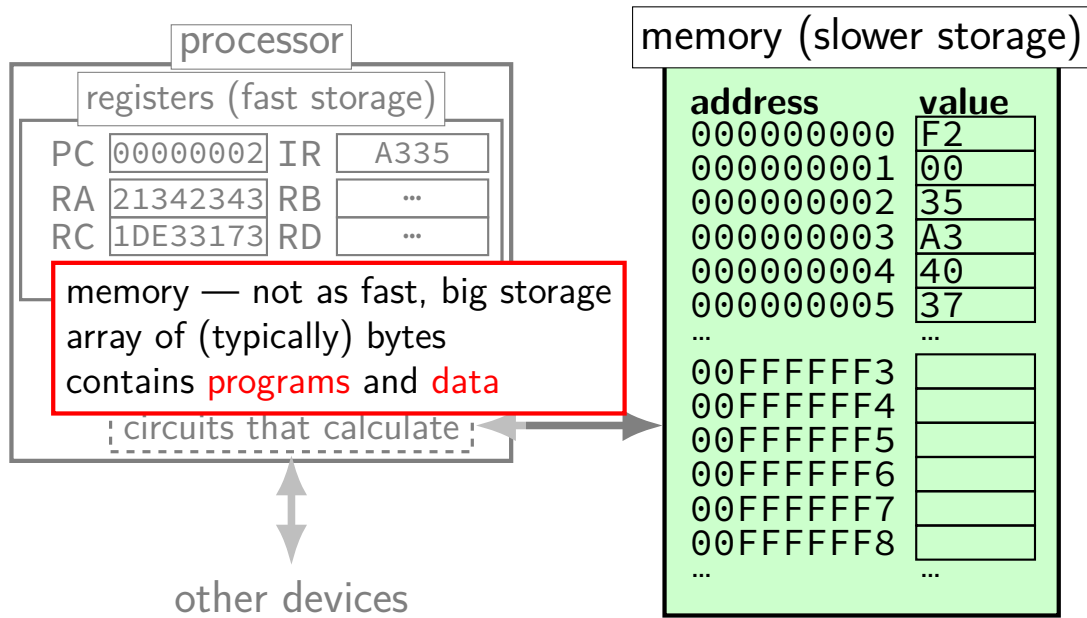 processor
registers (fast storage)
PC 00000002 IR A335
RA 21342343 RB …
RC 1DE33173 RD …
memory — not as fast, big storage
array of (typically) bytes
contains programs and data
circuits that calculate
other devices
memory (slower storage)
address value
000000000 F2
000000001 00
000000002 35
000000003 A3
000000004 40
000000005 37
… …
00FFFFFF3
00FFFFFF4
00FFFFFF5
00FFFFFF6
00FFFFFF7
00FFFFFF8
… …